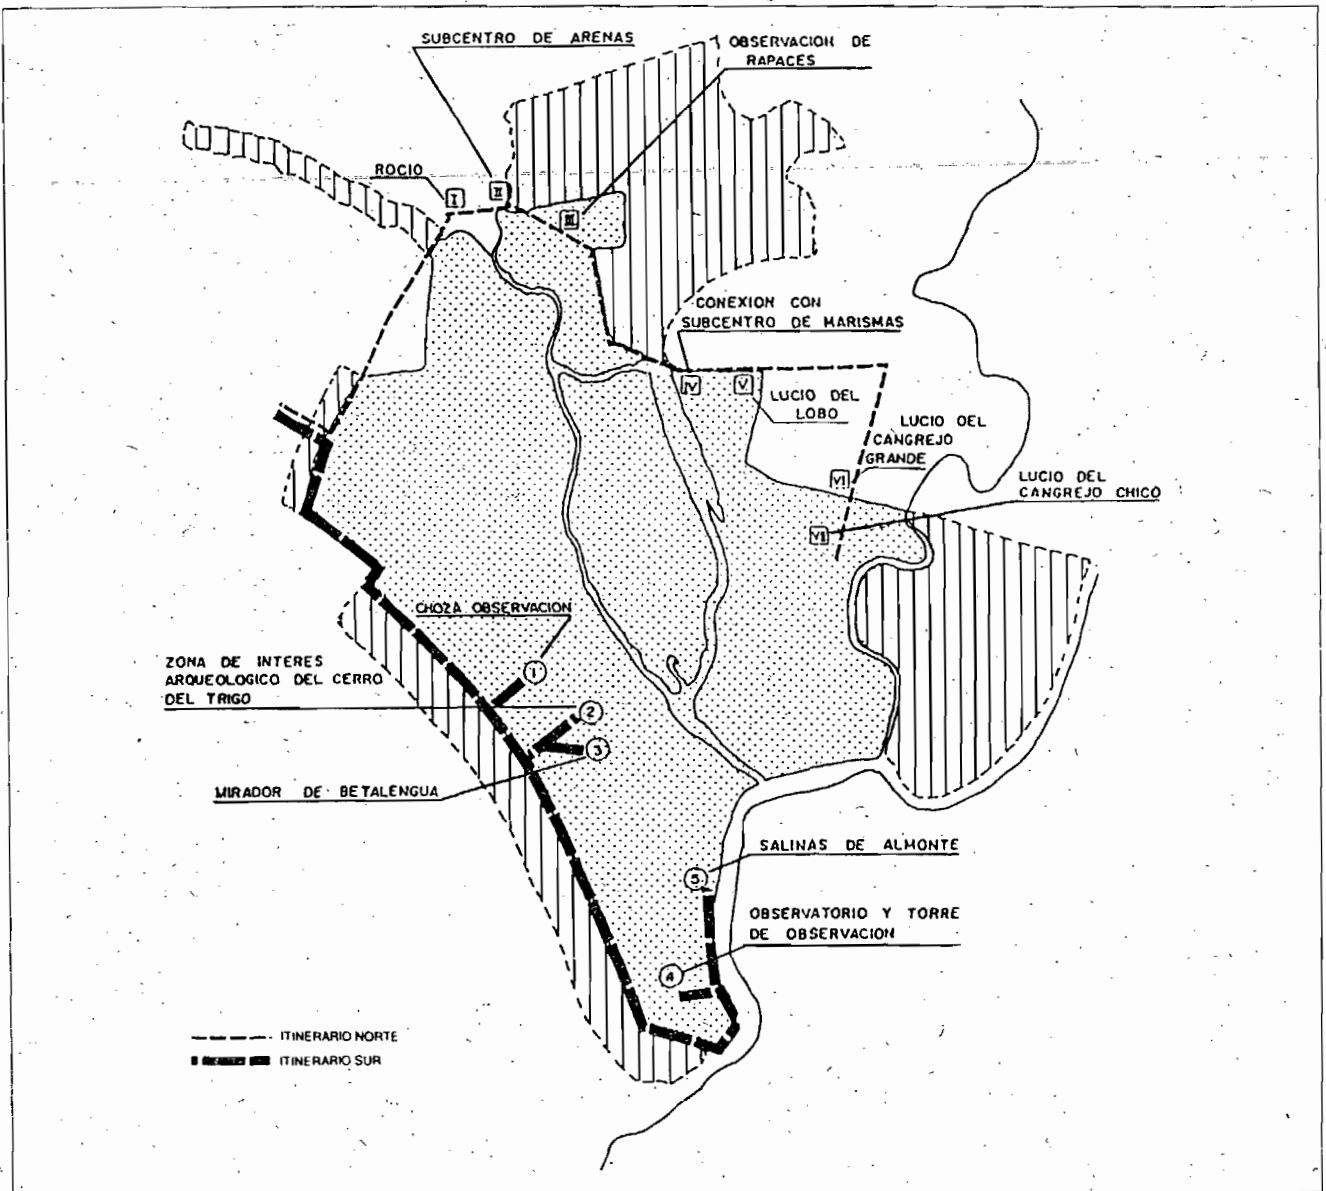 SUBCENTRO DE ARENAS
OBSERVACION DE
RAPACES
ROCIO
I
II
III
CONEXION CON
SUBCENTRO DE MARISMAS
IV
V
LUCIO DEL
LOBO
LUCIO DEL
CANGREJO
GRANDE
VI
LUCIO DEL
CANGREJO CHICO
VII
CHOZA OBSERVACION
1
ZONA DE INTERES
ARQUEOLOGICO DEL CERRO
DEL TRIGO
2
3
MIRADOR DE BETALENGUA
SALINAS DE ALMONTE
5
OBSERVATORIO Y TORRE
DE OBSERVACION
4
ITINERARIO NORTE
ITINERARIO SUR